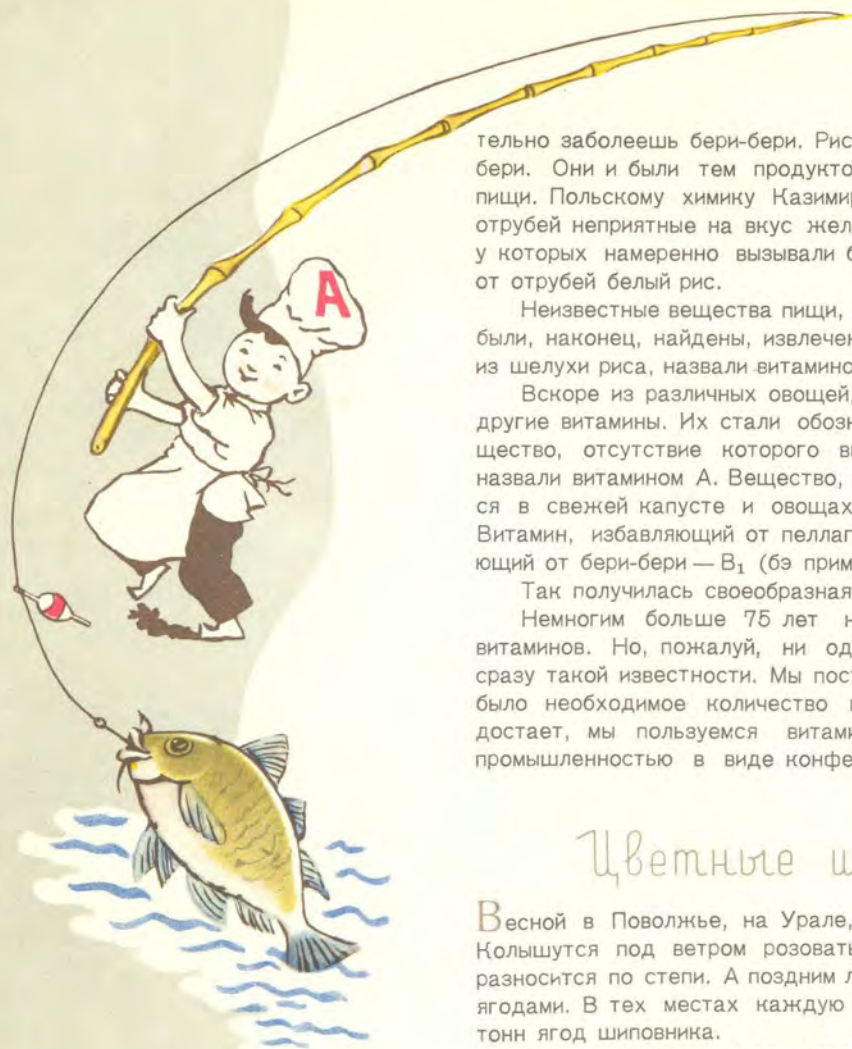 А
тельно заболеешь бери-бери. Рис
бери. Они и были тем продукто
пищи. Польскому химику Казими
отрубей неприятные на вкус жел
у которых намеренно вызывали б
от отрубей белый рис.
Неизвестные вещества пищи,
были, наконец, найдены, извлечен
из шелухи риса, назвали витамино
Вскоре из различных овощей,
другие витамины. Их стали обозн
щество, отсутствие которого в
назвали витамином А. Вещество,
ся в свежей капусте и овощах
Витамин, избавляющий от пеллаг
ющий от бери-бери — В₁ (бэ прим
Так получилась своеобразная
Немногим больше 75 лет н
витаминов. Но, пожалуй, ни од
сразу такой известности. Мы пост
было необходимое количество
достает, мы пользуемся витами
промышленностью в виде конфе
Цветные ш
Весной в Поволжье, на Урале,
Колышутся под ветром розоват
разносится по степи. А поздним л
ягодами. В тех местах каждую
тонн ягод шиповника.